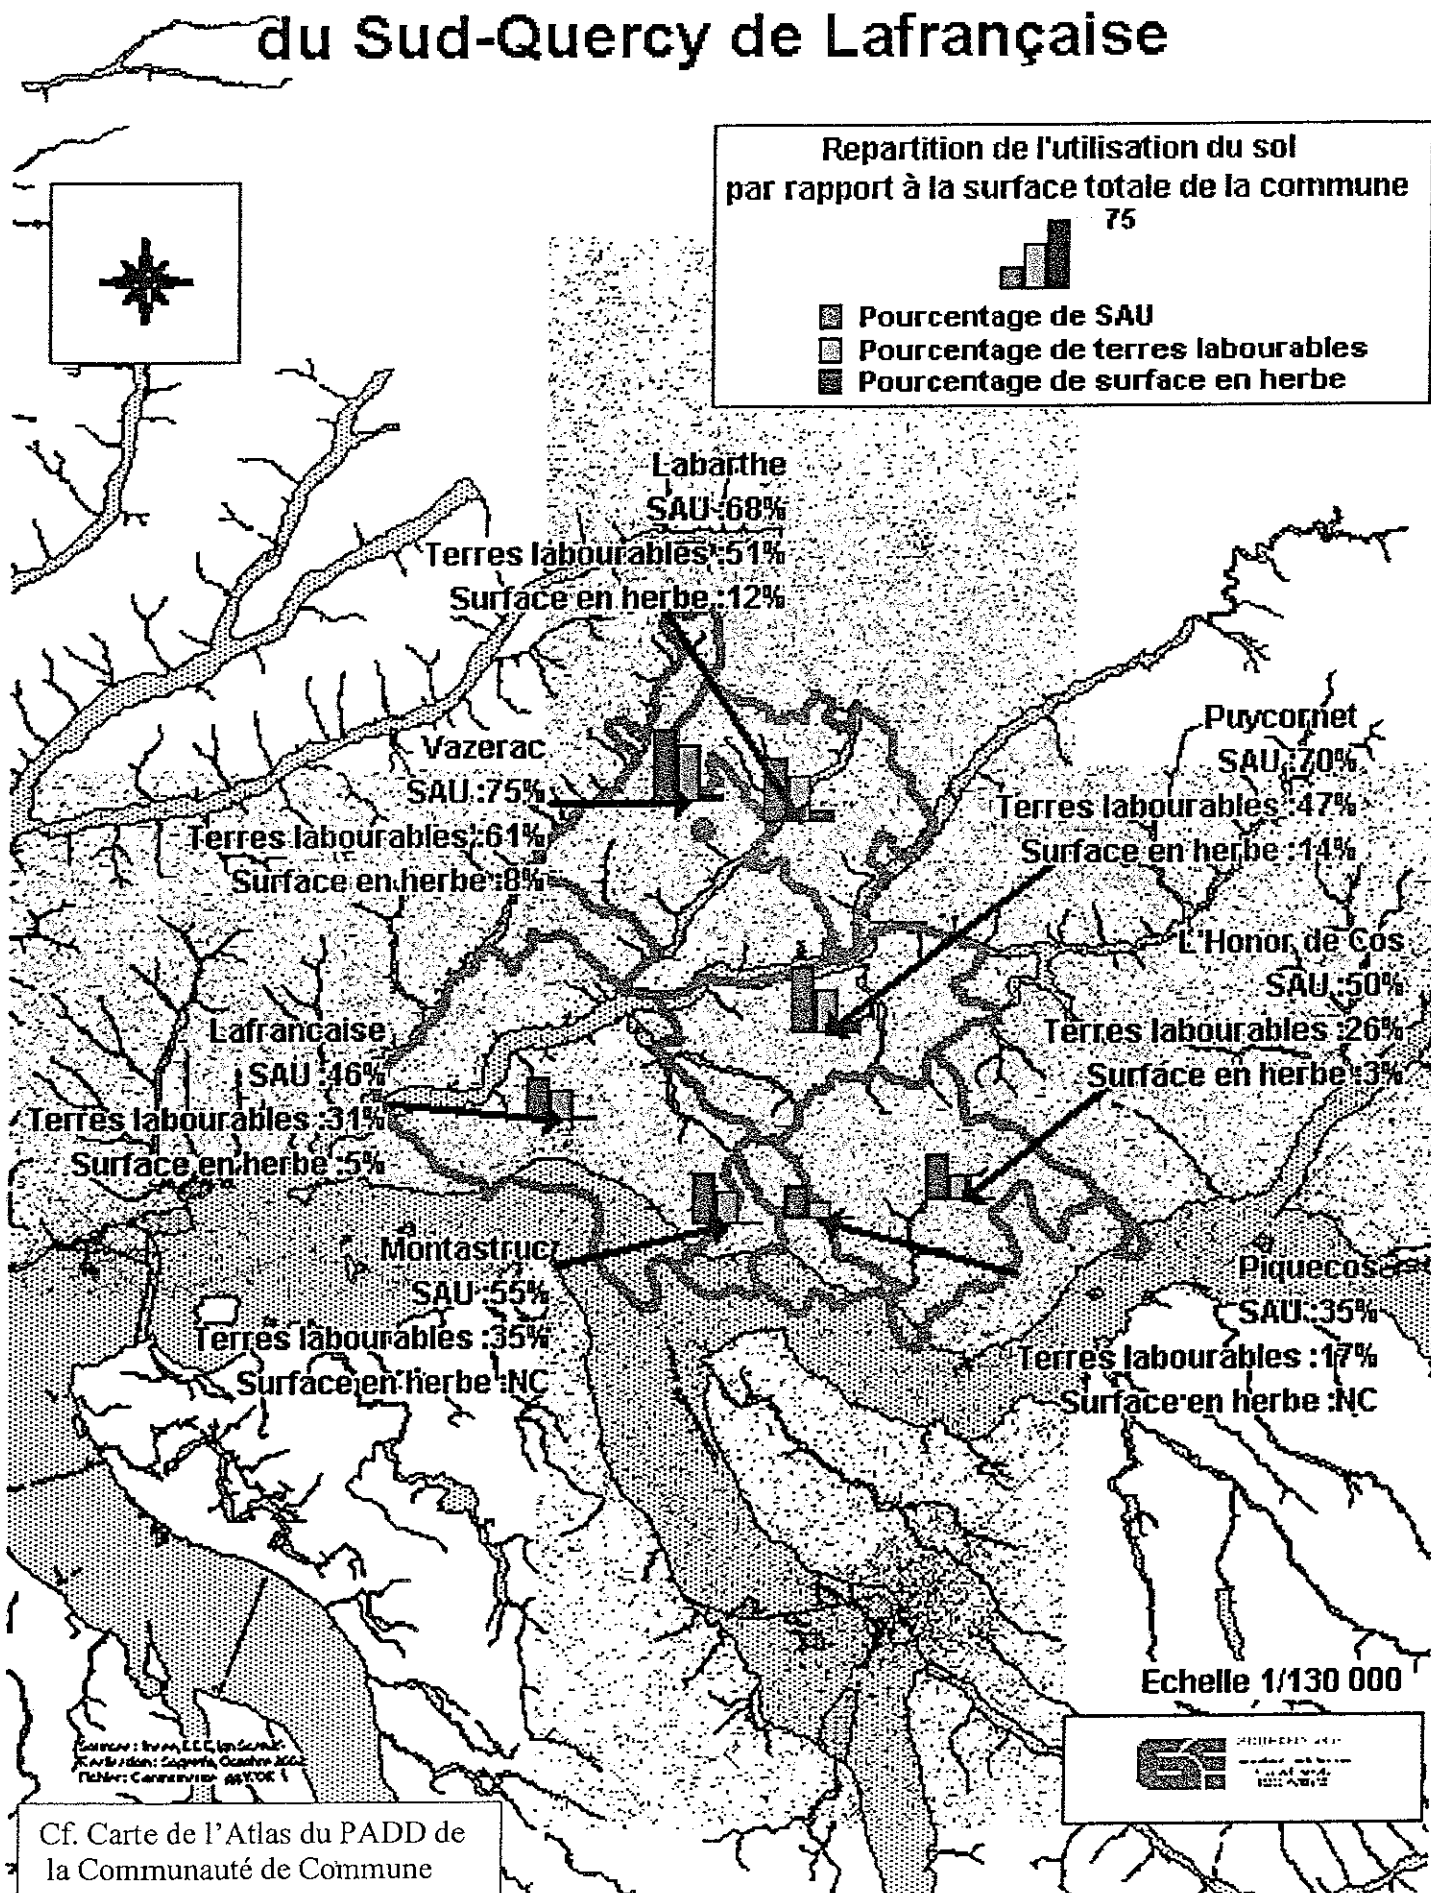 du Sud-Quercy de Lafrançaise
Repartition de l'utilisation du sol
par rapport à la surface totale de la commune
75
Pourcentage de SAU
Pourcentage de terres labourables
Pourcentage de surface en herbe
Labarthe
SAU :68%
Terres labourables :51%
Surface en herbe :12%
Vazerac
SAU :75%
Terres labourables :61%
Surface en herbe :8%
Puycornet
SAU :70%
Terres labourables :47%
Surface en herbe :14%
L'Honor de Cos
SAU :50%
Terres labourables :26%
Surface en herbe :3%
Lafrancaise
SAU :46%
Terres labourables :31%
Surface en herbe :5%
Montastruc
SAU :55%
Terres labourables :35%
Surface en herbe :NC
Piquecos
SAU :35%
Terres labourables :17%
Surface en herbe :NC
Echelle 1/130 000
Cf. Carte de l'Atlas du PADD de
la Communauté de Commune